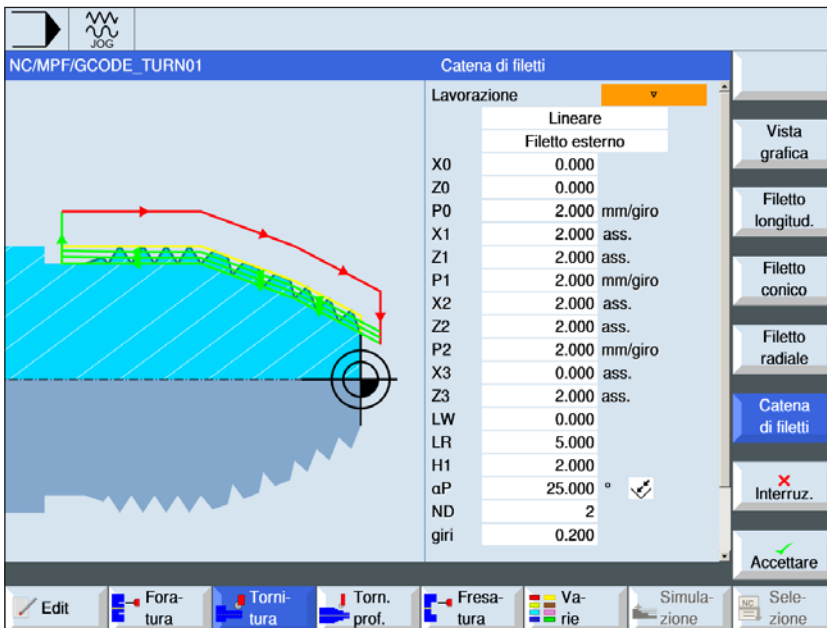 JOG
NC/MPF/GCODE_TURN01
Catena di filetti
Lavorazione
Lineare
Filetto esterno
X0 0.000
Z0 0.000
P0 2.000 mm/giro
X1 2.000 ass.
Z1 2.000 ass.
P1 2.000 mm/giro
X2 2.000 ass.
Z2 2.000 ass.
P2 2.000 mm/giro
X3 0.000 ass.
Z3 2.000 ass.
LW 0.000
LR 5.000
H1 2.000
αP 25.000 °
ND 2
giri 0.200
Vista
grafica
Filetto
longitud.
Filetto
conico
Filetto
radiale
Catena
di filetti
Interruz.
Accettare
Edit
Fora-
tura
Torni-
tura
Torn.
prof.
Fresa-
tura
Va-
rie
Simula-
zione
NC
Sele-
zione